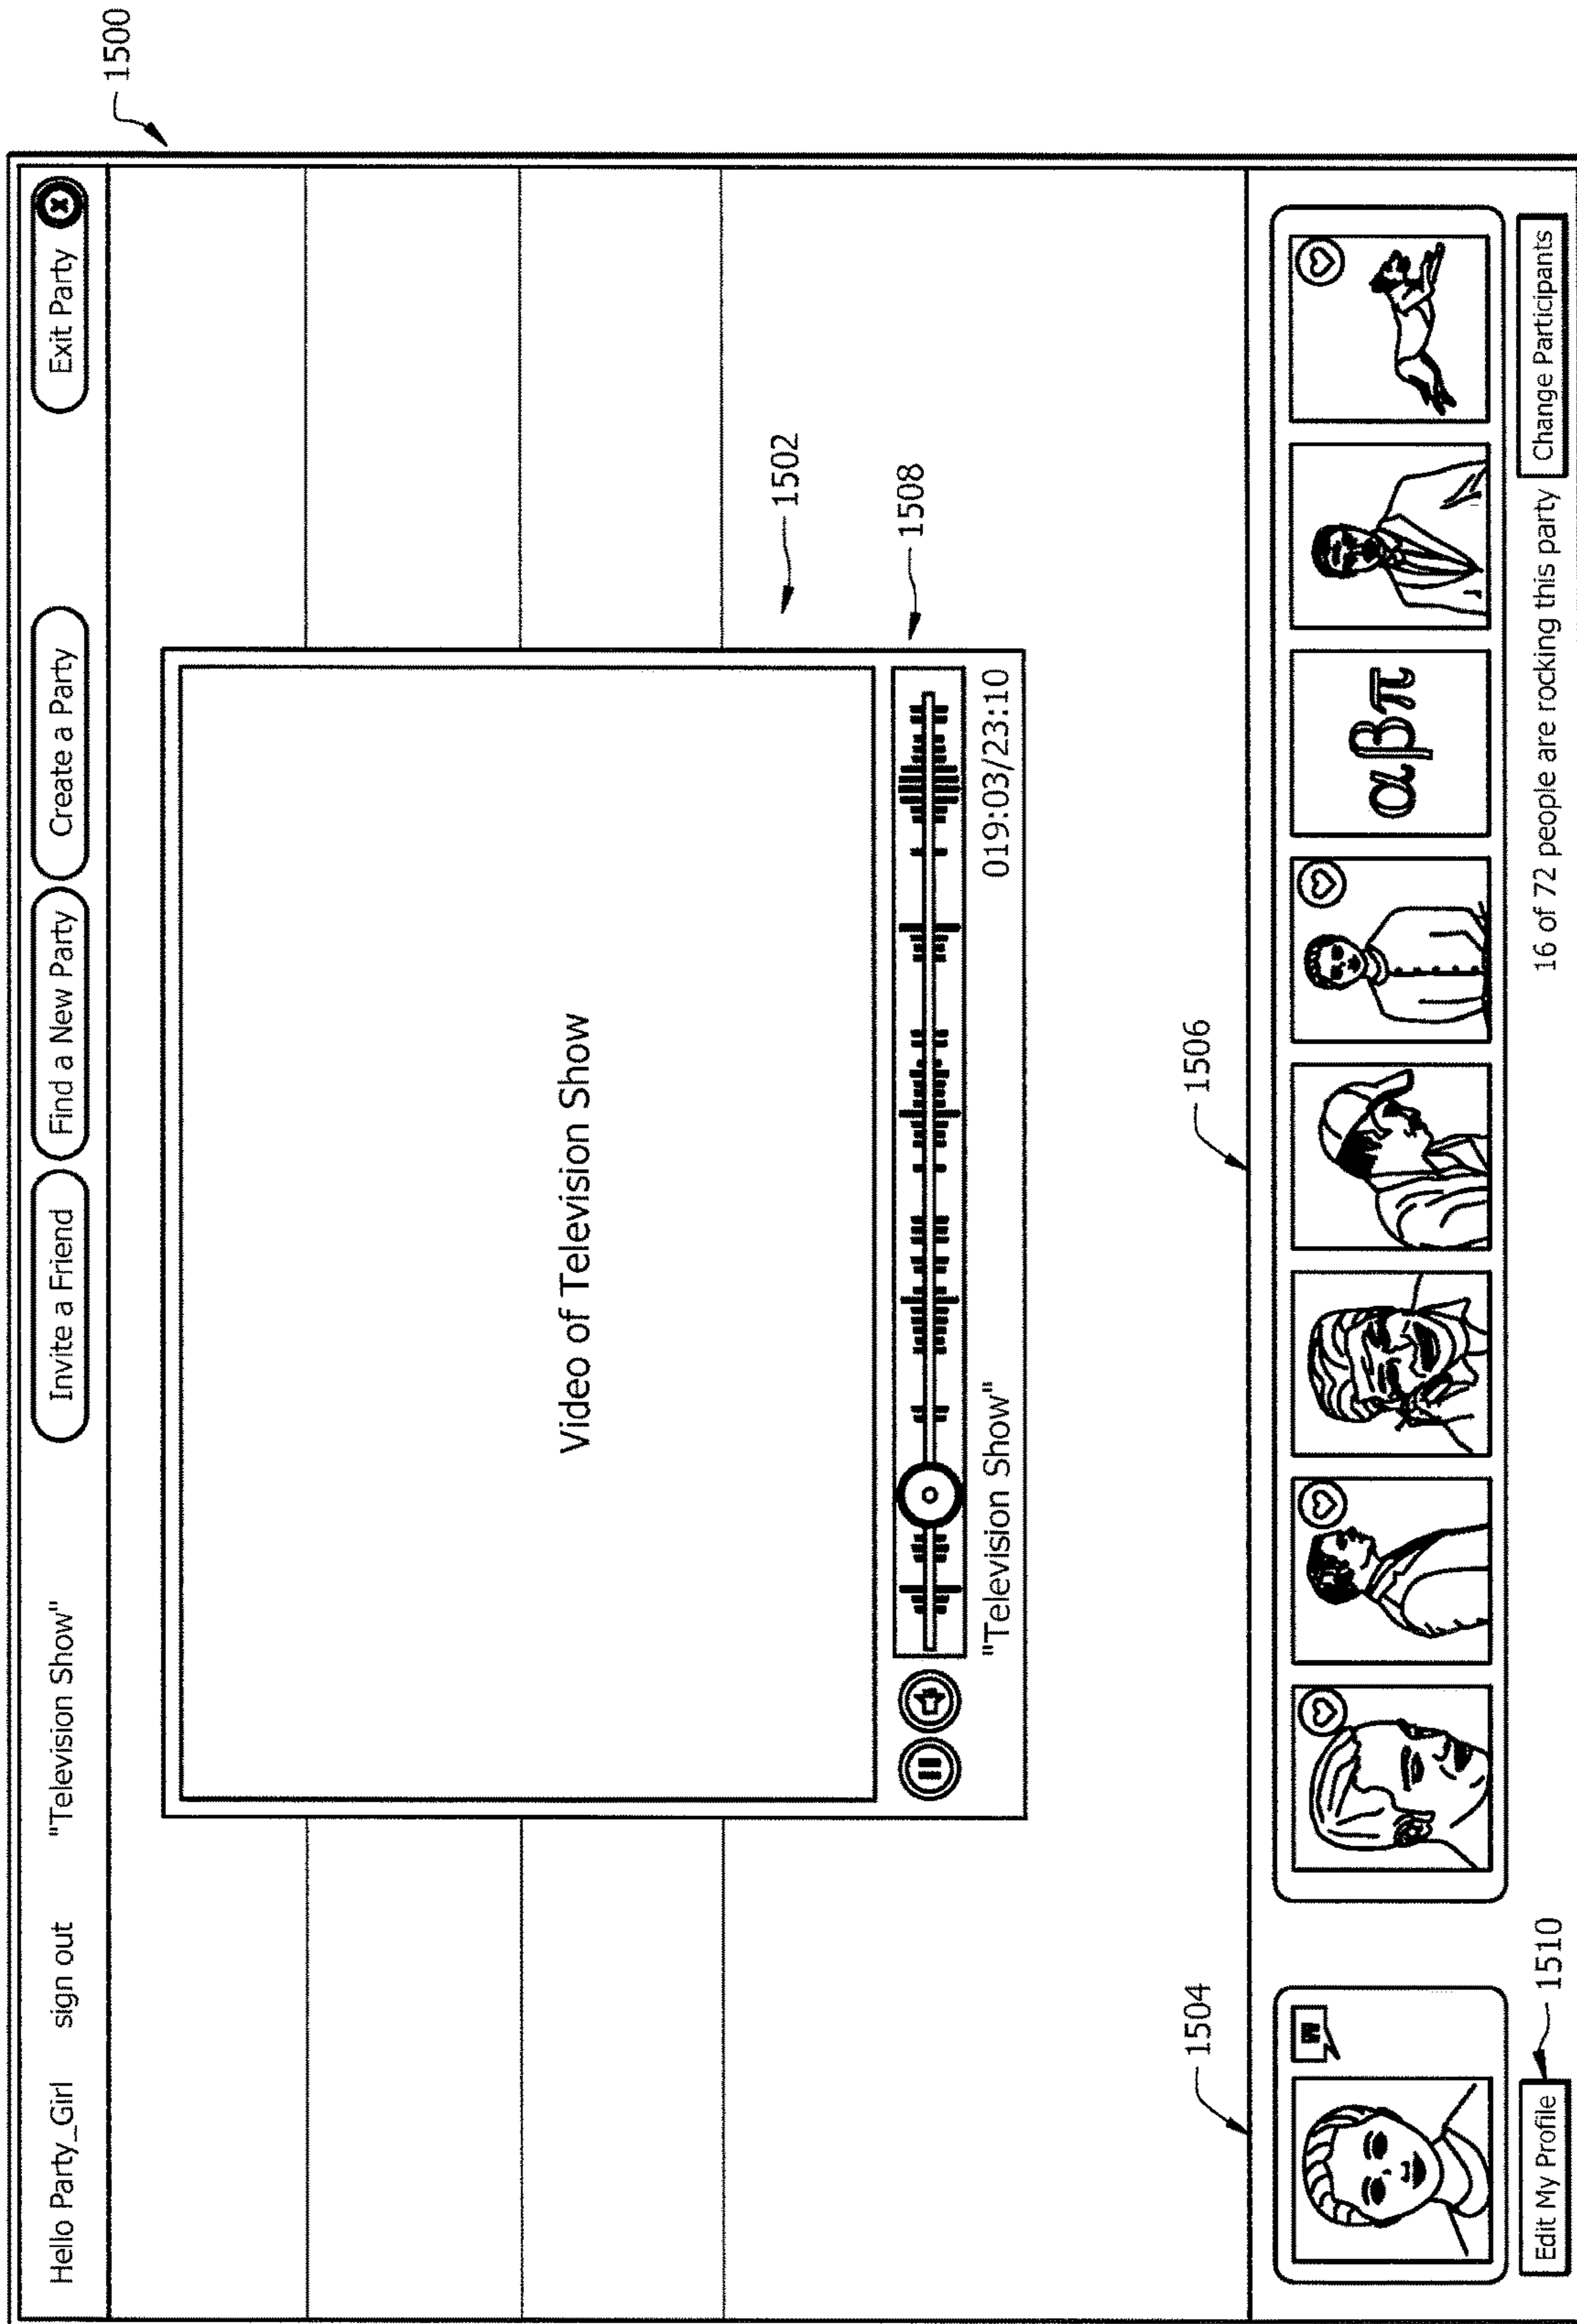 1500
Hello Party_Girl sign out "Television Show" Invite a Friend Find a New Party Create a Party Exit Party x
Video of Television Show
1502
1508
"Television Show" 019:03/23:10
1504
1506
αβπ
Edit My Profile 1510
16 of 72 people are rocking this party Change Participants